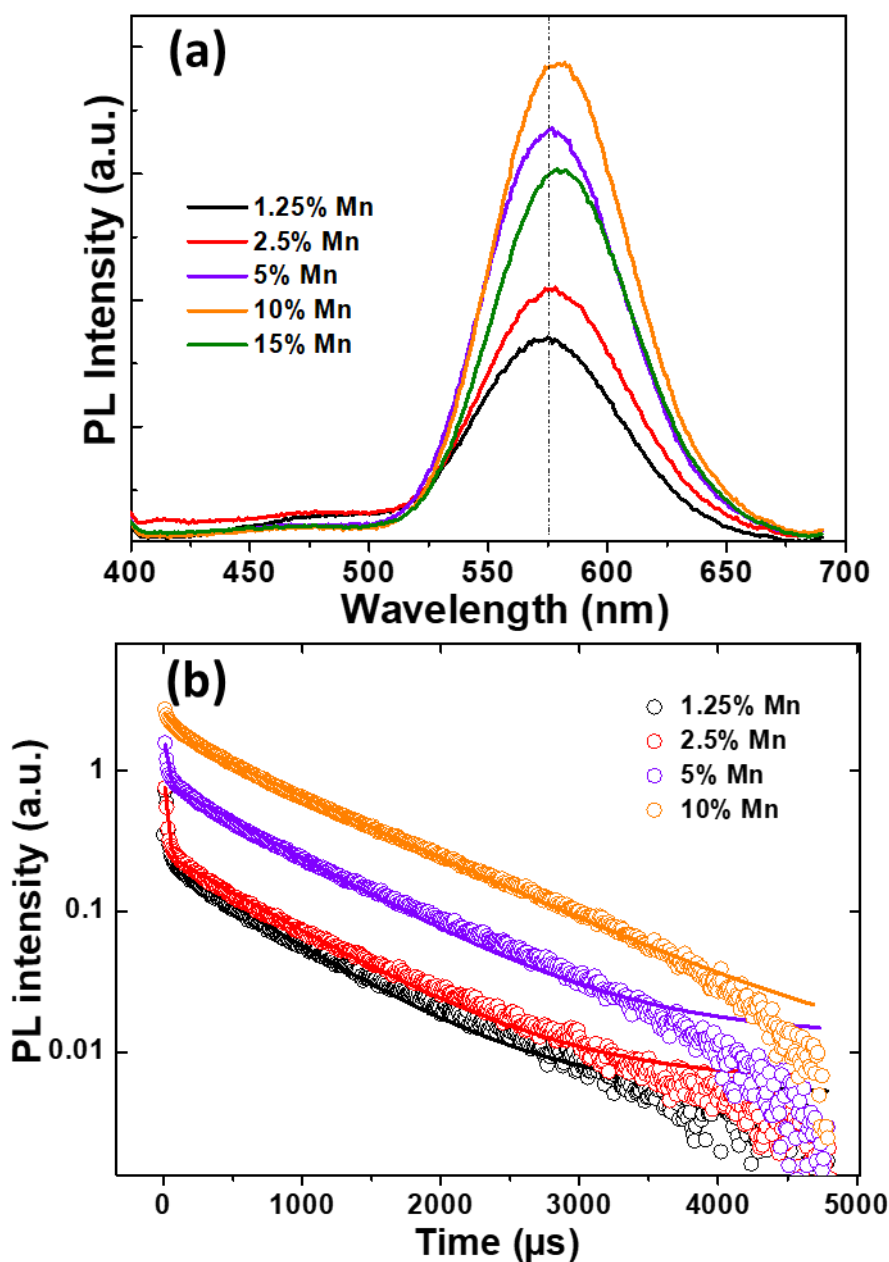 (a)
PL Intensity (a.u.)
1.25% Mn
2.5% Mn
5% Mn
10% Mn
15% Mn
400 450 500 550 600 650 700
Wavelength (nm)
(b)
PL intensity (a.u.)
1.25% Mn
2.5% Mn
5% Mn
10% Mn
1
0.1
0.01
0 1000 2000 3000 4000 5000
Time (µs)